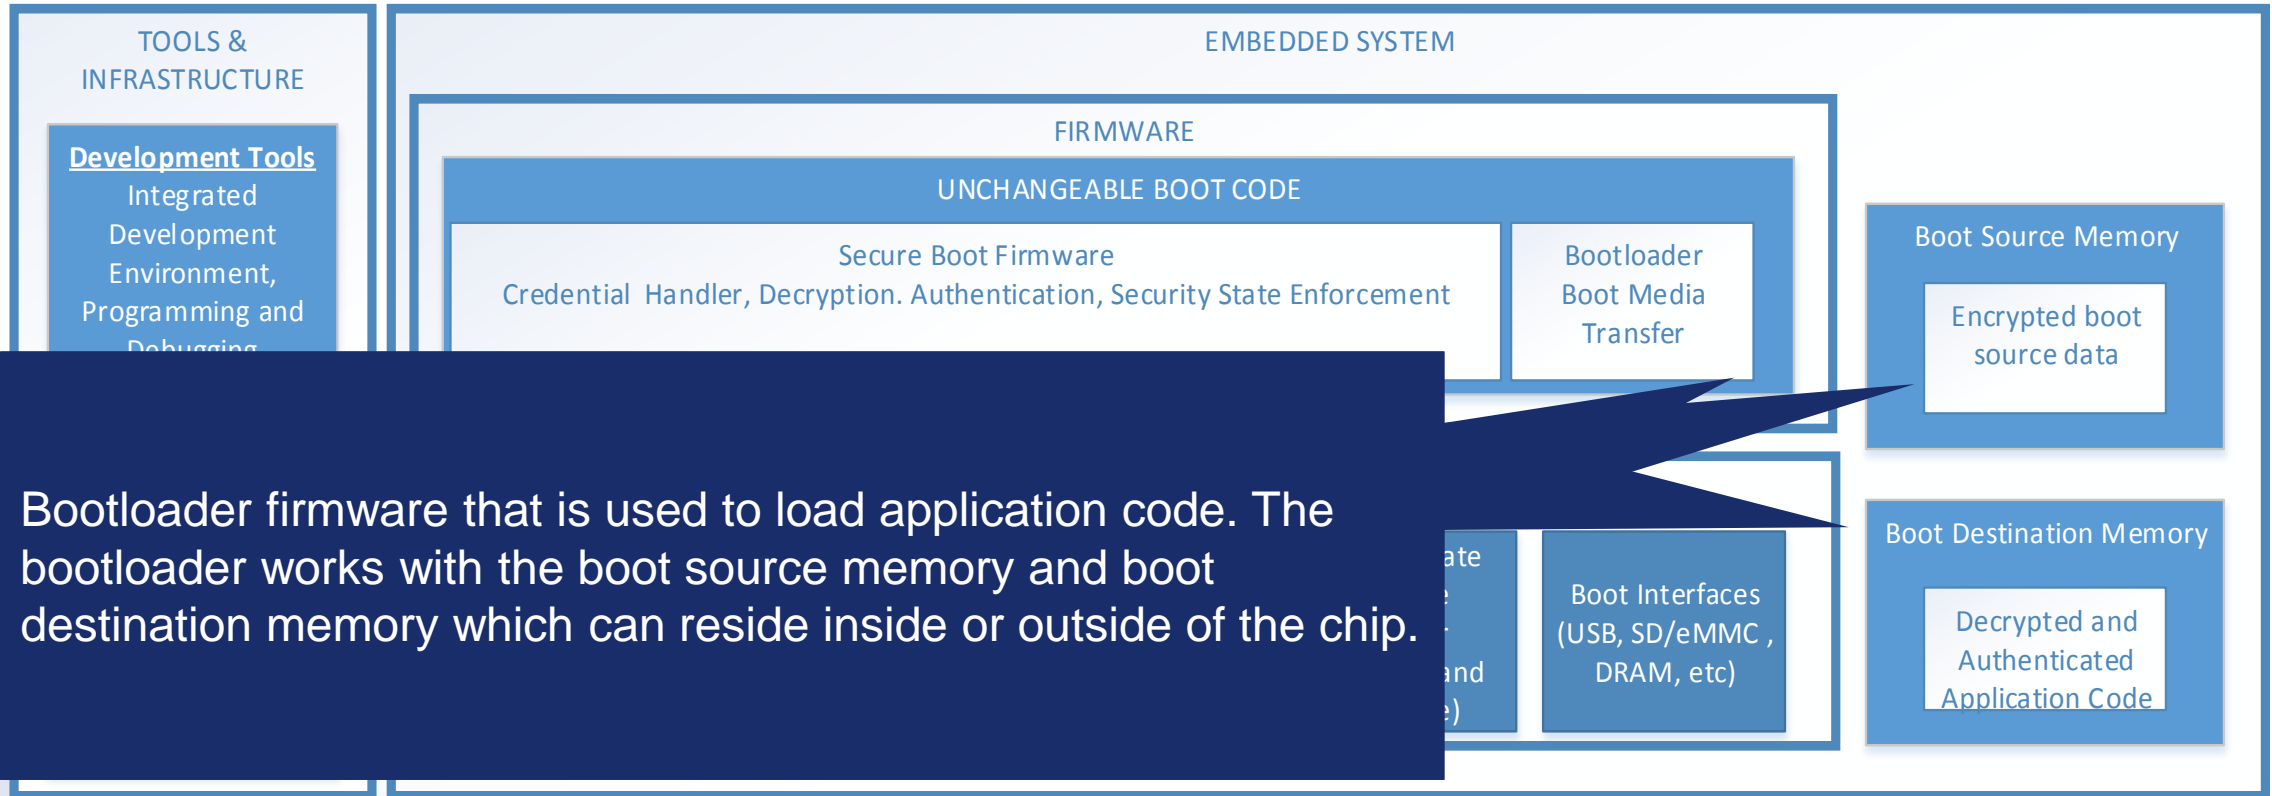 TOOLS &
INFRASTRUCTURE
Development Tools
Integrated
Development
Environment,
Programming and
Debugging
EMBEDDED SYSTEM
FIRMWARE
UNCHANGEABLE BOOT CODE
Secure Boot Firmware
Credential Handler, Decryption. Authentication, Security State Enforcement
Bootloader
Boot Media
Transfer
Boot Source Memory
Encrypted boot
source data
Bootloader firmware that is used to load application code. The
bootloader works with the boot source memory and boot
destination memory which can reside inside or outside of the chip.
Boot Interfaces
(USB, SD/eMMC ,
DRAM, etc)
Boot Destination Memory
Decrypted and
Authenticated
Application Code